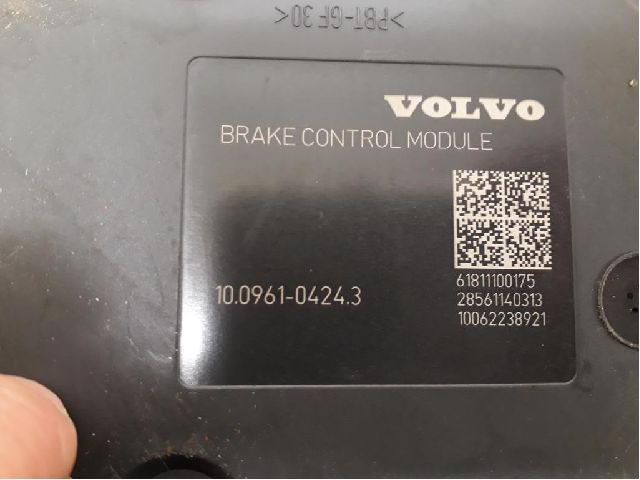 >PBT-GF30<
VOLVO
BRAKE CONTROL MODULE
61811100175
10.0961-0424.3
28561140313
10062238921